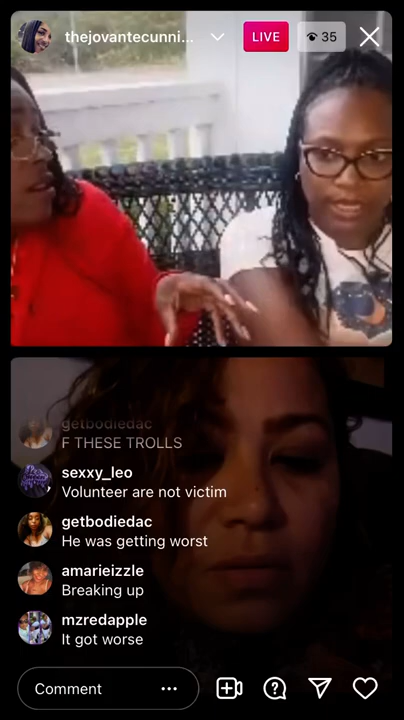 thejovantecunni...
LIVE
35
getbodiedac
F THESE TROLLS
sexxy_leo
Volunteer are not victim
getbodiedac
He was getting worst
amarieizzle
Breaking up
mzredapple
It got worse
Comment